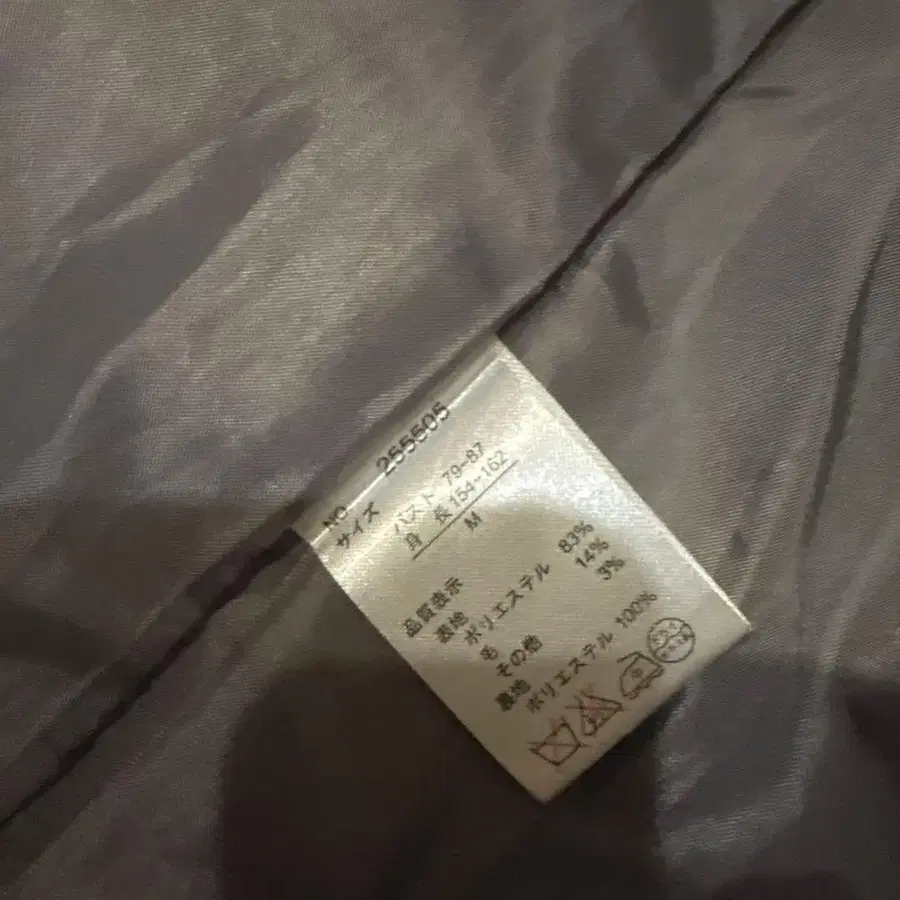 NO. 255505
サイズ
バスト 79-87
身 長 154-162
M
品質表示
表地
ポリエステル 83%
毛 14%
その他 3%
裏地
ポリエステル 100%